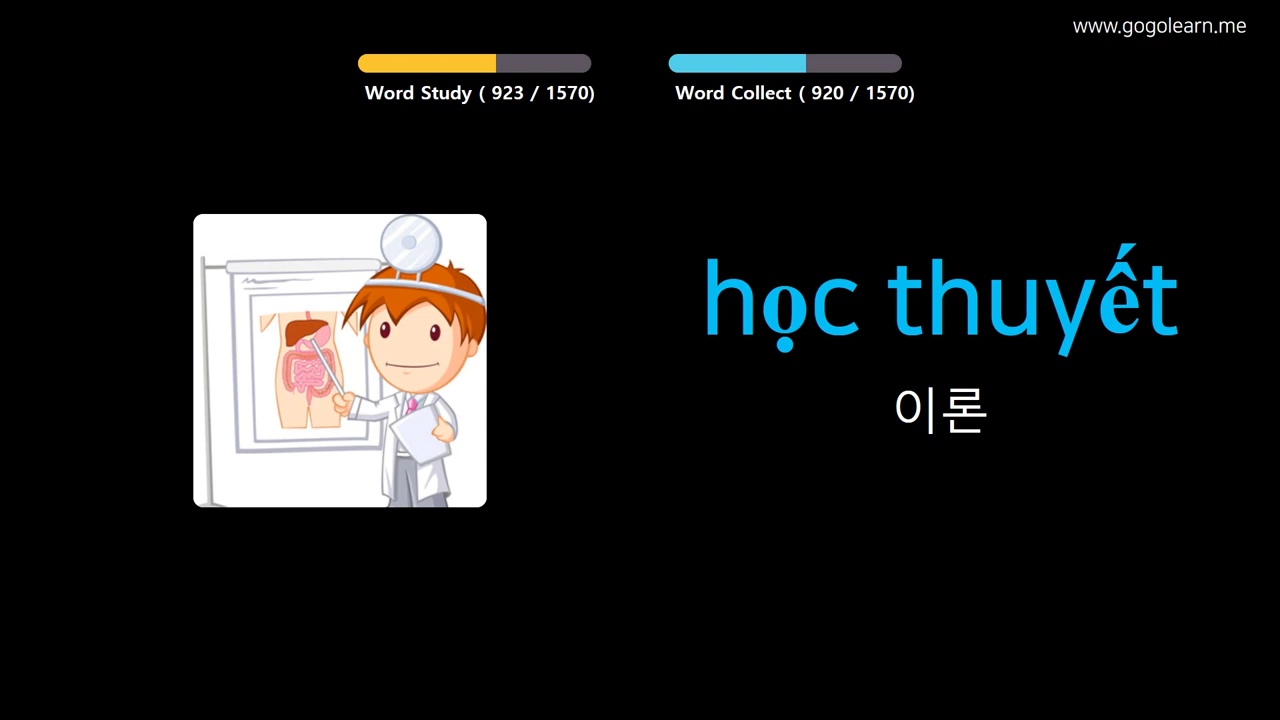 www.gogolearn.me
Word Study ( 923 / 1570)
Word Collect ( 920 / 1570)
học thuyết
이론